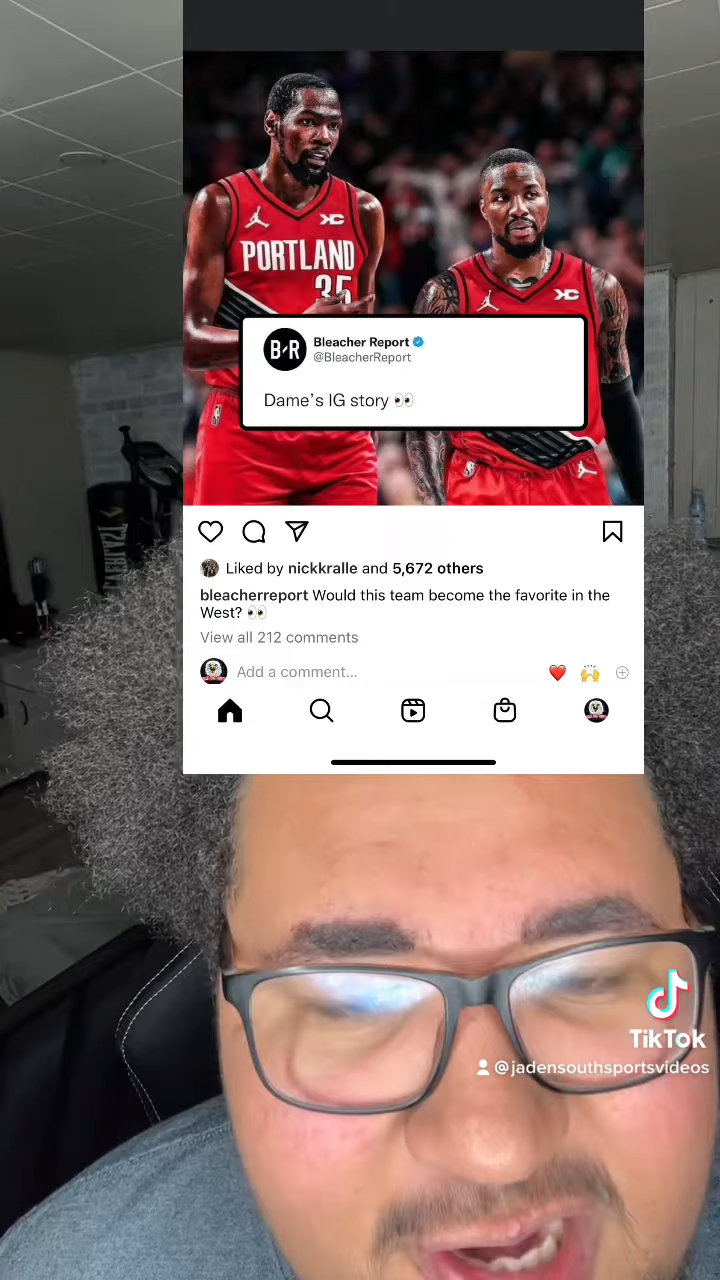 PORTLAND
35
B/R Bleacher Report
@BleacherReport
Dame's IG story 👀
Liked by nickkralle and 5,672 others
bleacherreport Would this team become the favorite in the
West? 👀
View all 212 comments
Add a comment...
TikTok
@jadensouthsportsvideos